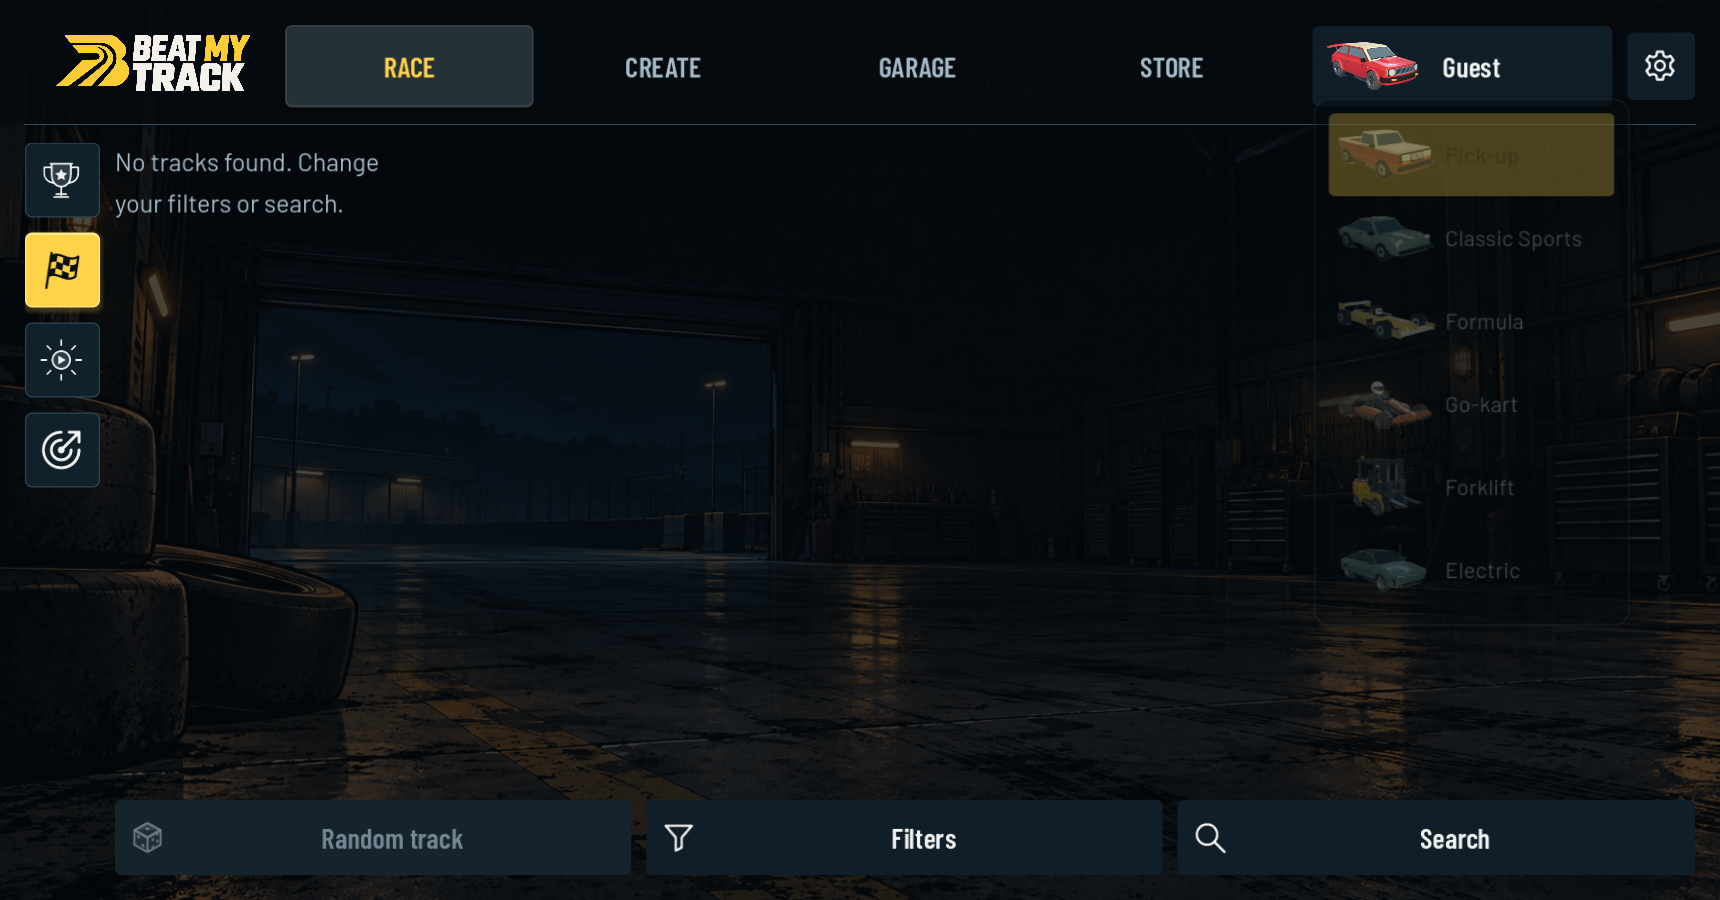 BEAT MY
TRACK
RACE
CREATE
GARAGE
STORE
Guest
No tracks found. Change
your filters or search.
Pick-up
Classic Sports
Formula
Go-kart
Forklift
Electric
Random track
Filters
Search